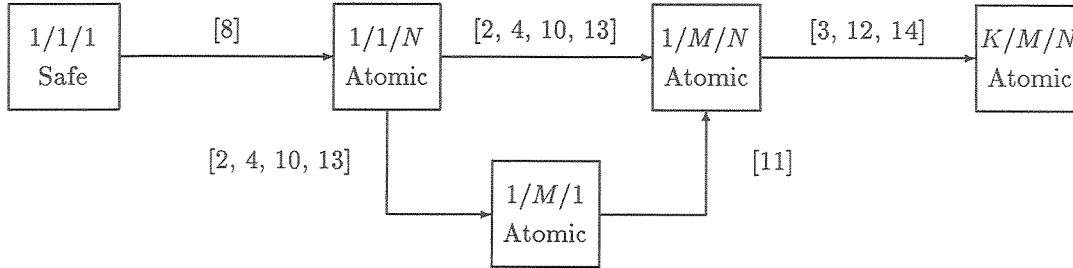 1/1/1
Safe
[8]
1/1/N
Atomic
[2, 4, 10, 13]
1/M/N
Atomic
[3, 12, 14]
K/M/N
Atomic
[2, 4, 10, 13]
1/M/1
Atomic
[11]